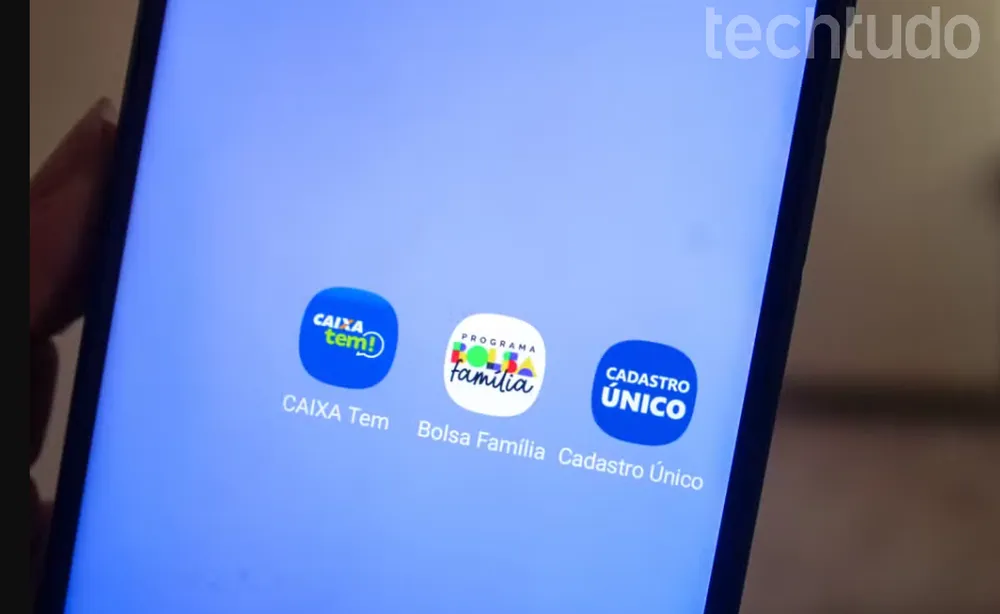 techtudo
CAIXA
tem!
CAIXA Tem
PROGRAMA
BOLSA
família
Bolsa Família
CADASTRO
ÚNICO
Cadastro Único